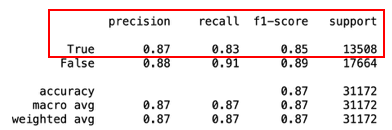 precision recall f1-score support
True 0.87 0.83 0.85 13508
False 0.88 0.91 0.89 17664
accuracy 0.87 31172
macro avg 0.87 0.87 0.87 31172
weighted avg 0.87 0.87 0.87 31172